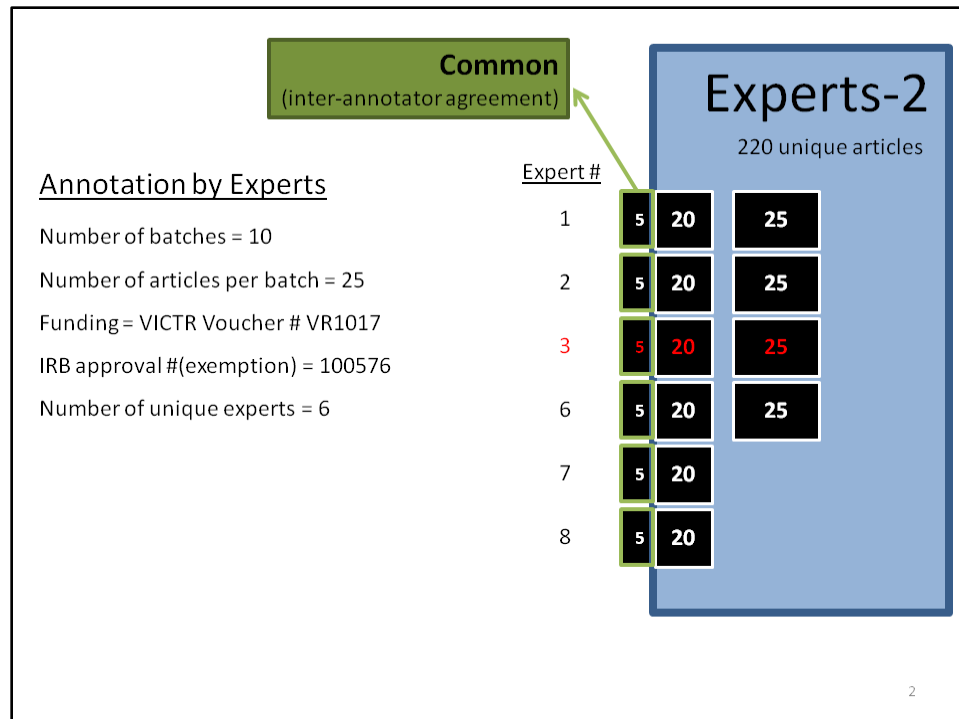 Common
(inter-annotator agreement)
Experts-2
220 unique articles
Annotation by Experts
Number of batches = 10
Number of articles per batch = 25
Funding = VICTR Voucher # VR1017
IRB approval #(exemption) = 100576
Number of unique experts = 6
Expert #
1 5 20 25
2 5 20 25
3 5 20 25
6 5 20 25
7 5 20
8 5 20
2